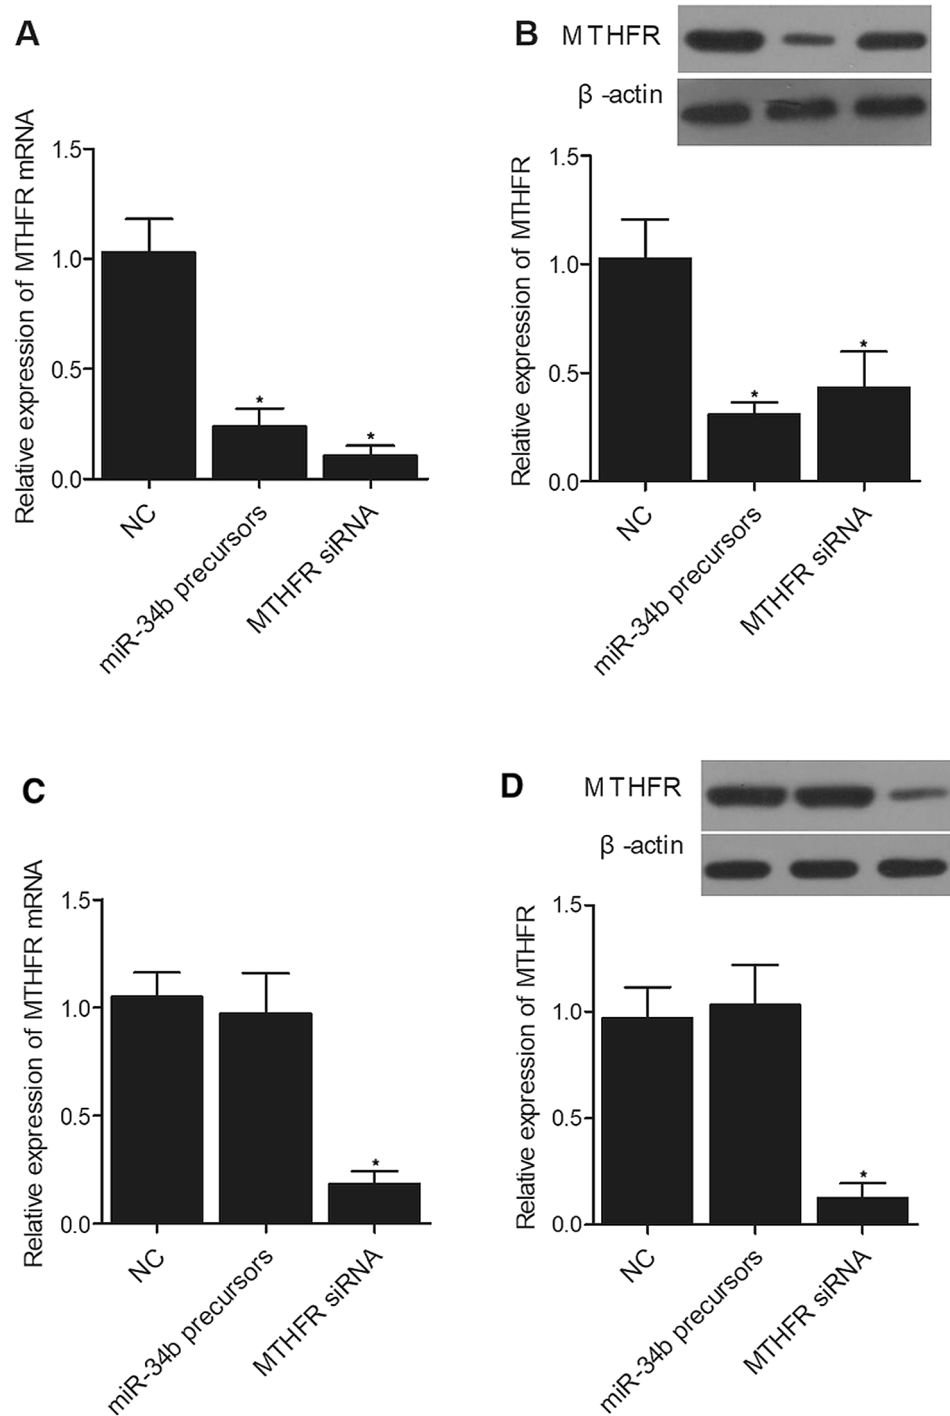 A
Relative expression of MTHFR mRNA
1.5
1.0
0.5
0.0
*
*
NC
miR-34b precursors
MTHFR siRNA
B
MTHFR
β -actin
Relative expression of MTHFR
1.5
1.0
0.5
0.0
*
*
NC
miR-34b precursors
MTHFR siRNA
C
Relative expression of MTHFR mRNA
1.5
1.0
0.5
0.0
*
NC
miR-34b precursors
MTHFR siRNA
D
MTHFR
β -actin
Relative expression of MTHFR
1.5
1.0
0.5
0.0
*
NC
miR-34b precursors
MTHFR siRNA